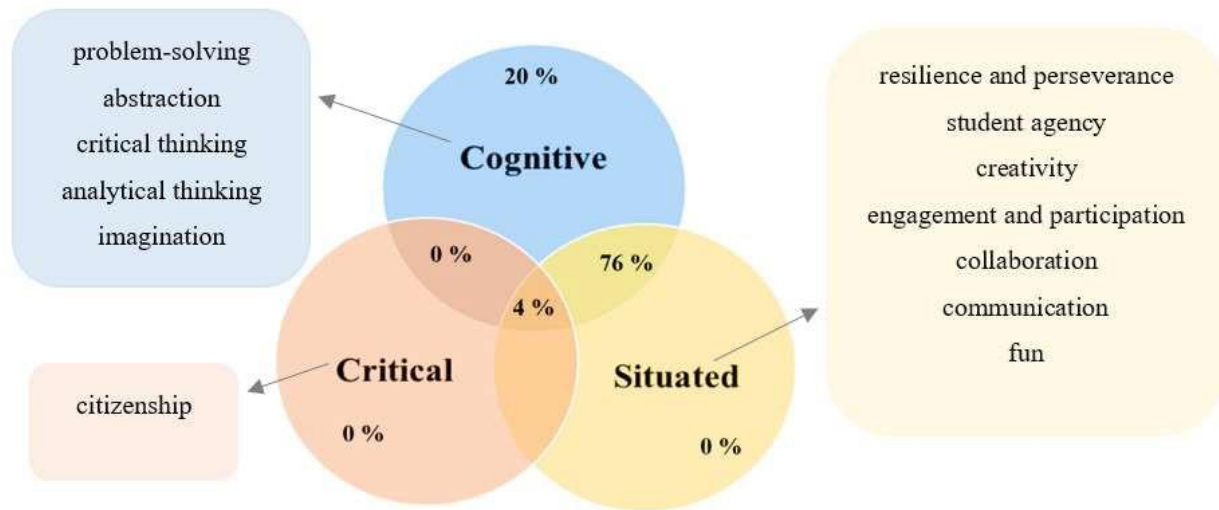 problem-solving
abstraction
critical thinking
analytical thinking
imagination
20 %
Cognitive
resilience and perseverance
student agency
creativity
engagement and participation
collaboration
communication
fun
0 %
76 %
4 %
Critical
Situated
citizenship
0 %
0 %